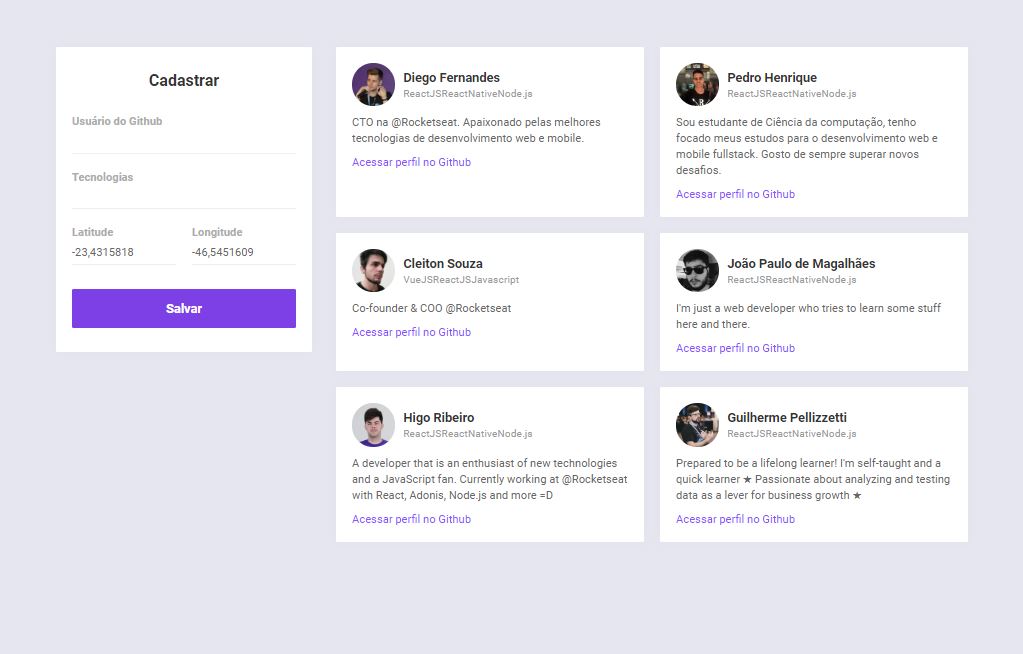 Cadastrar
Usuário do Github
Tecnologias
Latitude
Longitude
-23,4315818
-46,5451609
Salvar
Diego Fernandes
ReactJSReactNativeNode.js
CTO na @Rocketseat. Apaixonado pelas melhores
tecnologias de desenvolvimento web e mobile.
Acessar perfil no Github
Pedro Henrique
ReactJSReactNativeNode.js
Sou estudante de Ciência da computação, tenho
focado meus estudos para o desenvolvimento web e
mobile fullstack. Gosto de sempre superar novos
desafios.
Acessar perfil no Github
Cleiton Souza
VueJSReactJSJavascript
Co-founder & COO @Rocketseat
Acessar perfil no Github
João Paulo de Magalhães
ReactJSReactNativeNode.js
I'm just a web developer who tries to learn some stuff
here and there.
Acessar perfil no Github
Higo Ribeiro
ReactJSReactNativeNode.js
A developer that is an enthusiast of new technologies
and a JavaScript fan. Currently working at @Rocketseat
with React, Adonis, Node.js and more =D
Acessar perfil no Github
Guilherme Pellizzetti
ReactJSReactNativeNode.js
Prepared to be a lifelong learner! I'm self-taught and a
quick learner ★ Passionate about analyzing and testing
data as a lever for business growth ★
Acessar perfil no Github